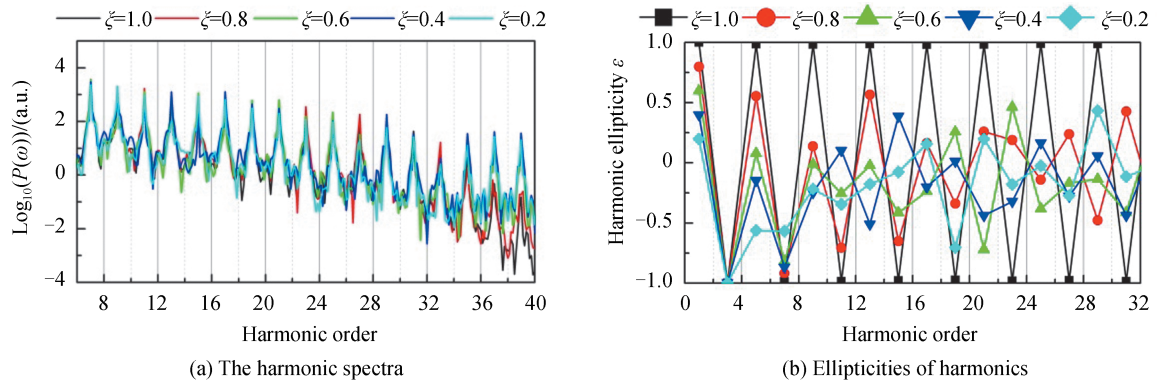 ξ=1.0 ξ=0.8 ξ=0.6 ξ=0.4 ξ=0.2
Log₁₀(P(ω))/(a.u.)
4
2
0
−2
−4
8 12 16 20 24 28 32 36 40
Harmonic order
(a) The harmonic spectra
ξ=1.0 ξ=0.8 ξ=0.6 ξ=0.4 ξ=0.2
Harmonic ellipticity ε
1.0
0.5
0
−0.5
−1.0
0 4 8 12 16 20 24 28 32
Harmonic order
(b) Ellipticities of harmonics